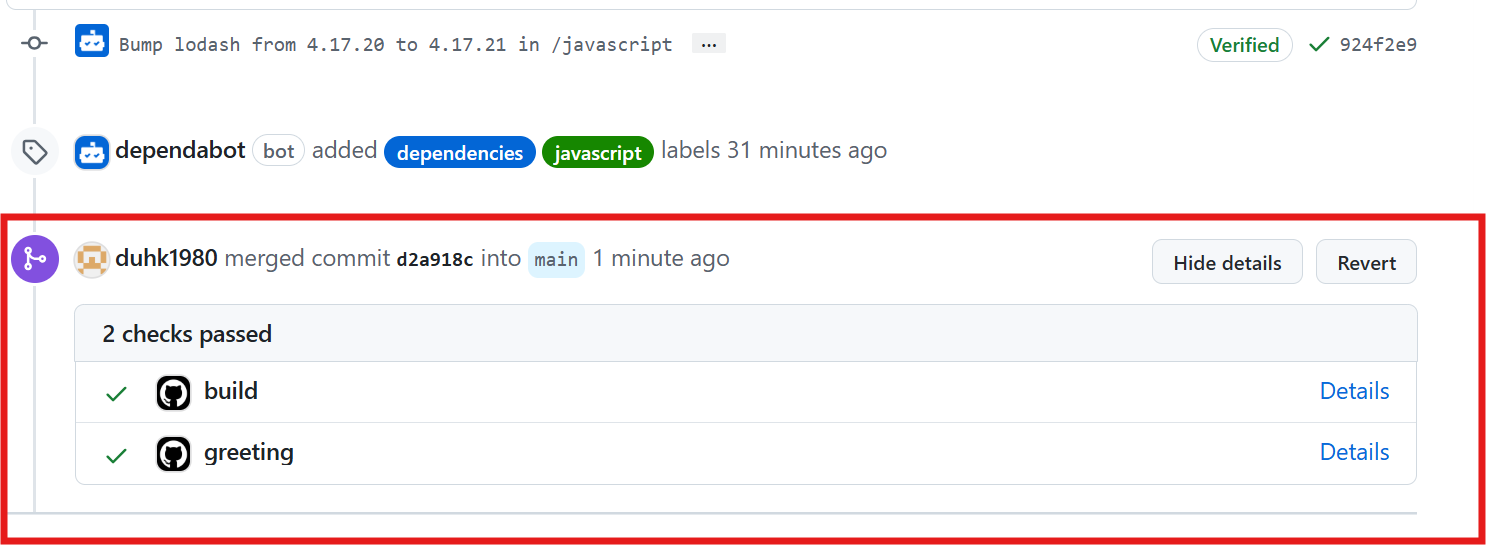 Bump lodash from 4.17.20 to 4.17.21 in /javascript ... Verified 924f2e9
dependabot bot added dependencies javascript labels 31 minutes ago
duhk1980 merged commit d2a918c into main 1 minute ago Hide details Revert
2 checks passed
build Details
greeting Details